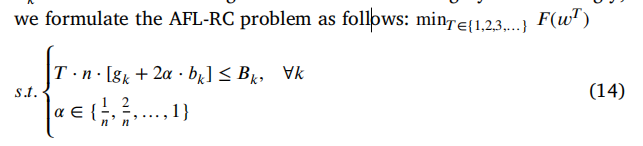 we formulate the AFL-RC problem as follows: min_{T∈{1,2,3,…}} F(w^T)
s.t. { T · n · [g_k + 2α · b_k] ≤ B_k, ∀k
α ∈ {1/n, 2/n, …, 1}
(14)